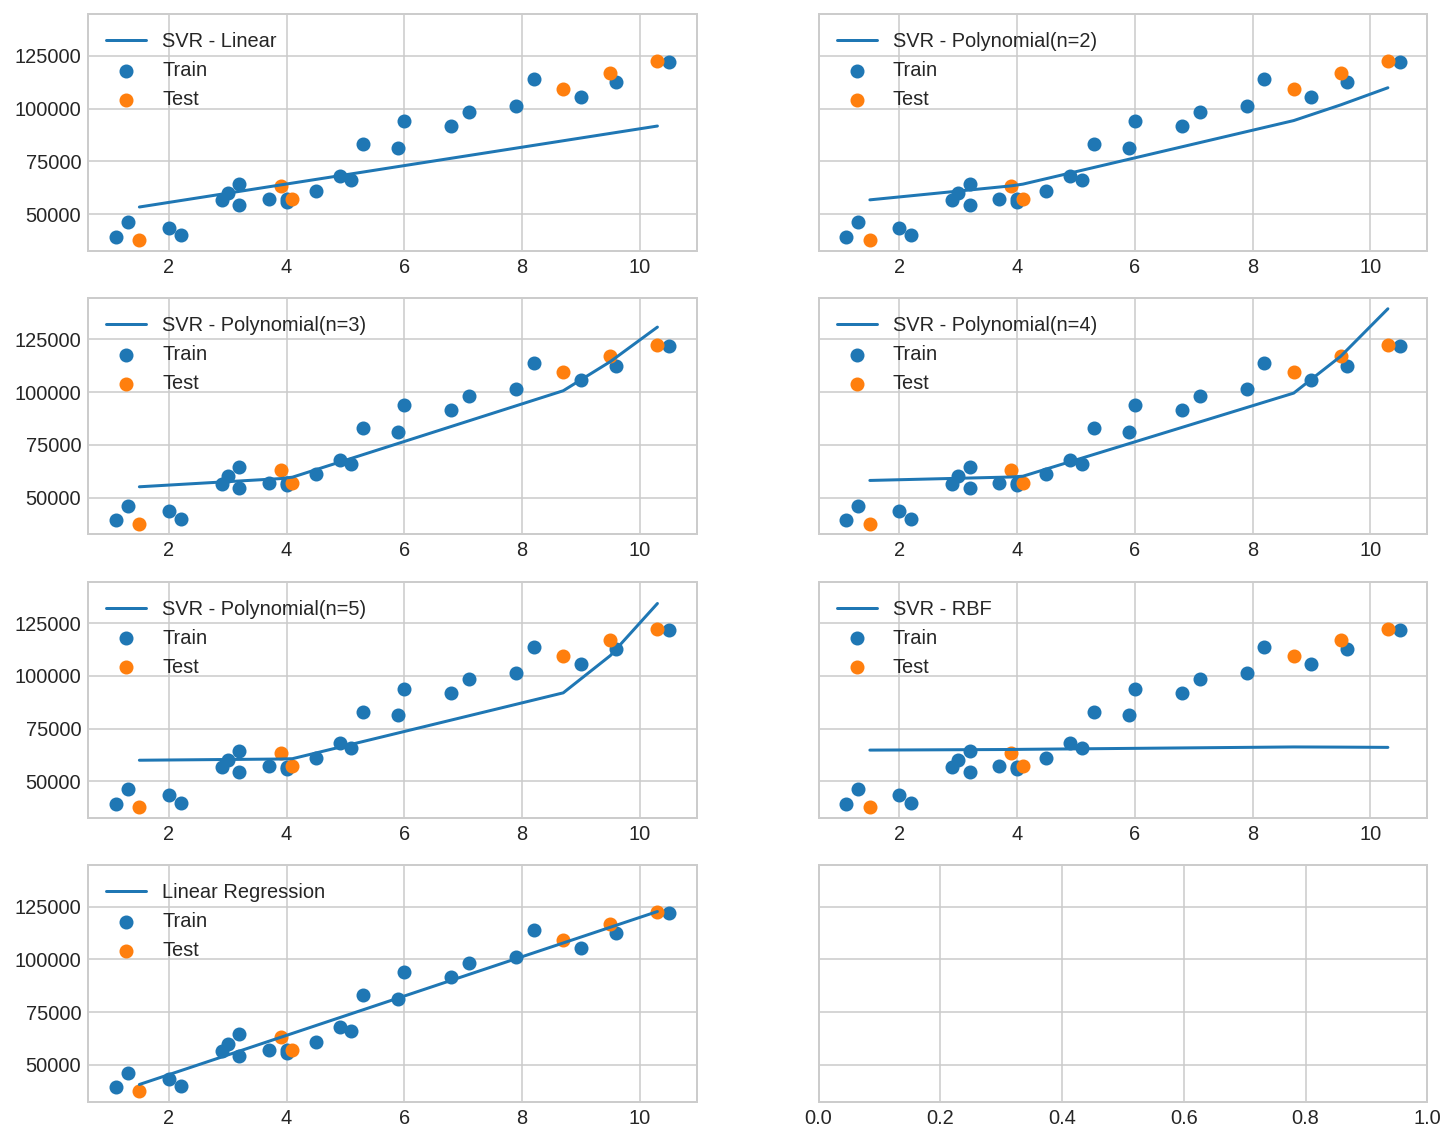 SVR - Linear
Train
Test
125000
100000
75000
50000
2 4 6 8 10
SVR - Polynomial(n=2)
Train
Test
2 4 6 8 10
SVR - Polynomial(n=3)
Train
Test
125000
100000
75000
50000
2 4 6 8 10
SVR - Polynomial(n=4)
Train
Test
2 4 6 8 10
SVR - Polynomial(n=5)
Train
Test
125000
100000
75000
50000
2 4 6 8 10
SVR - RBF
Train
Test
2 4 6 8 10
Linear Regression
Train
Test
125000
100000
75000
50000
2 4 6 8 10
0.0 0.2 0.4 0.6 0.8 1.0